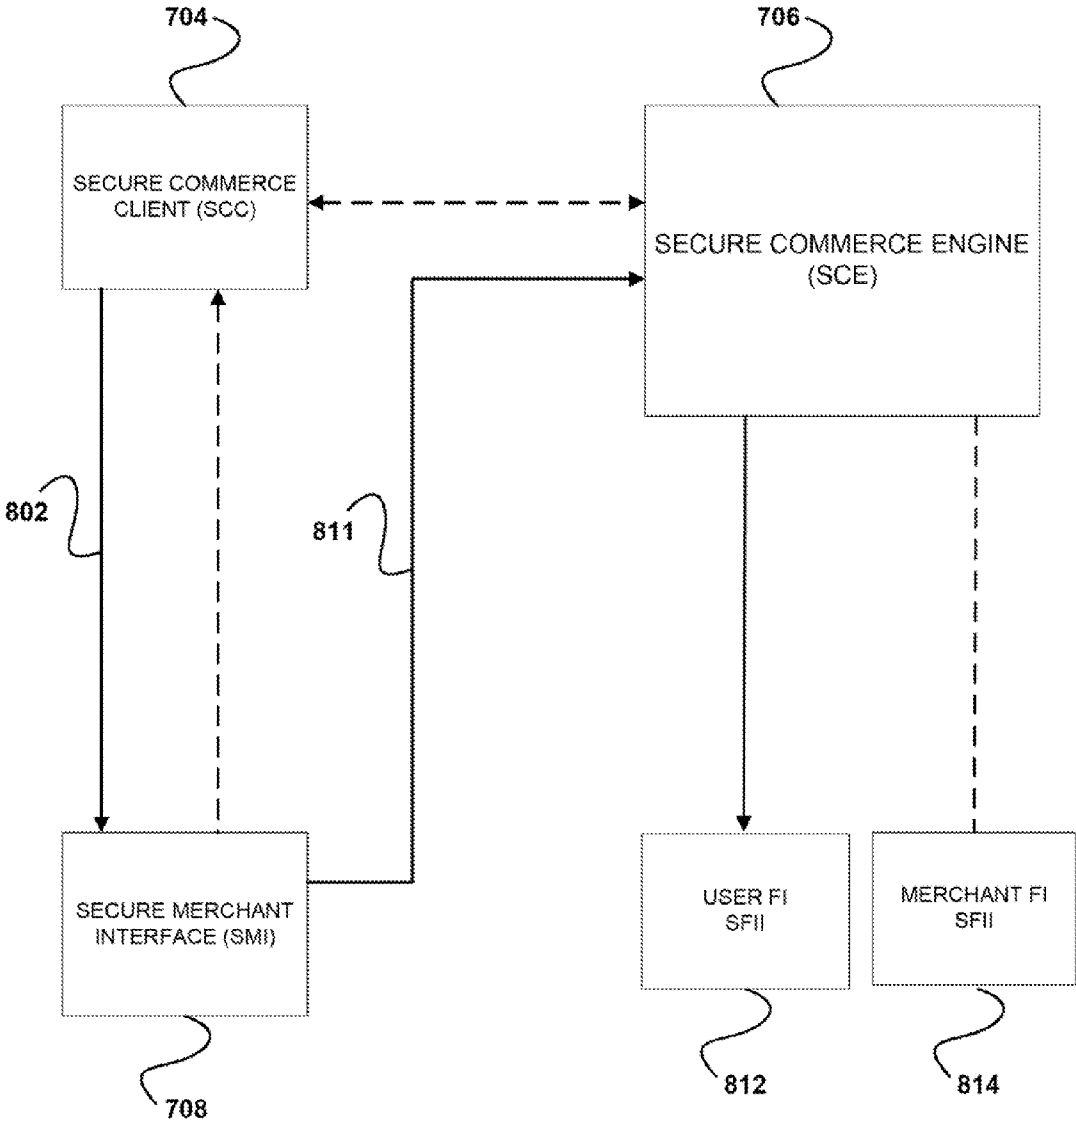 704
706
SECURE COMMERCE
CLIENT (SCC)
SECURE COMMERCE ENGINE
(SCE)
802
811
SECURE MERCHANT
INTERFACE (SMI)
USER FI
SFII
MERCHANT FI
SFII
708
812
814